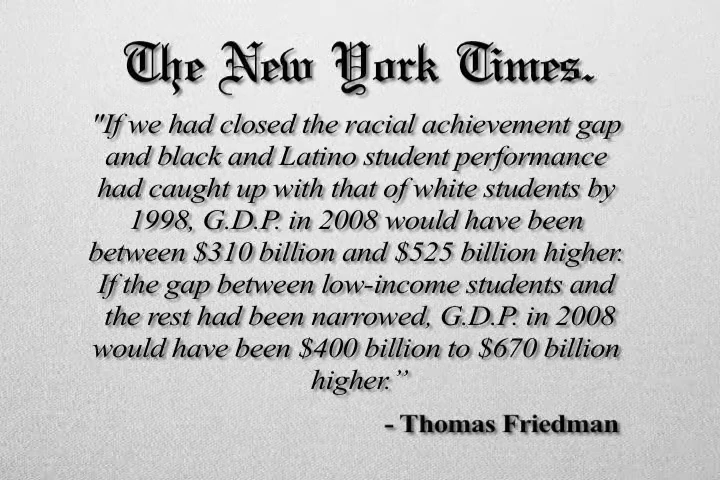 The New York Times.
"If we had closed the racial achievement gap
and black and Latino student performance
had caught up with that of white students by
1998, G.D.P. in 2008 would have been
between $310 billion and $525 billion higher.
If the gap between low-income students and
the rest had been narrowed, G.D.P. in 2008
would have been $400 billion to $670 billion
higher.”
- Thomas Friedman